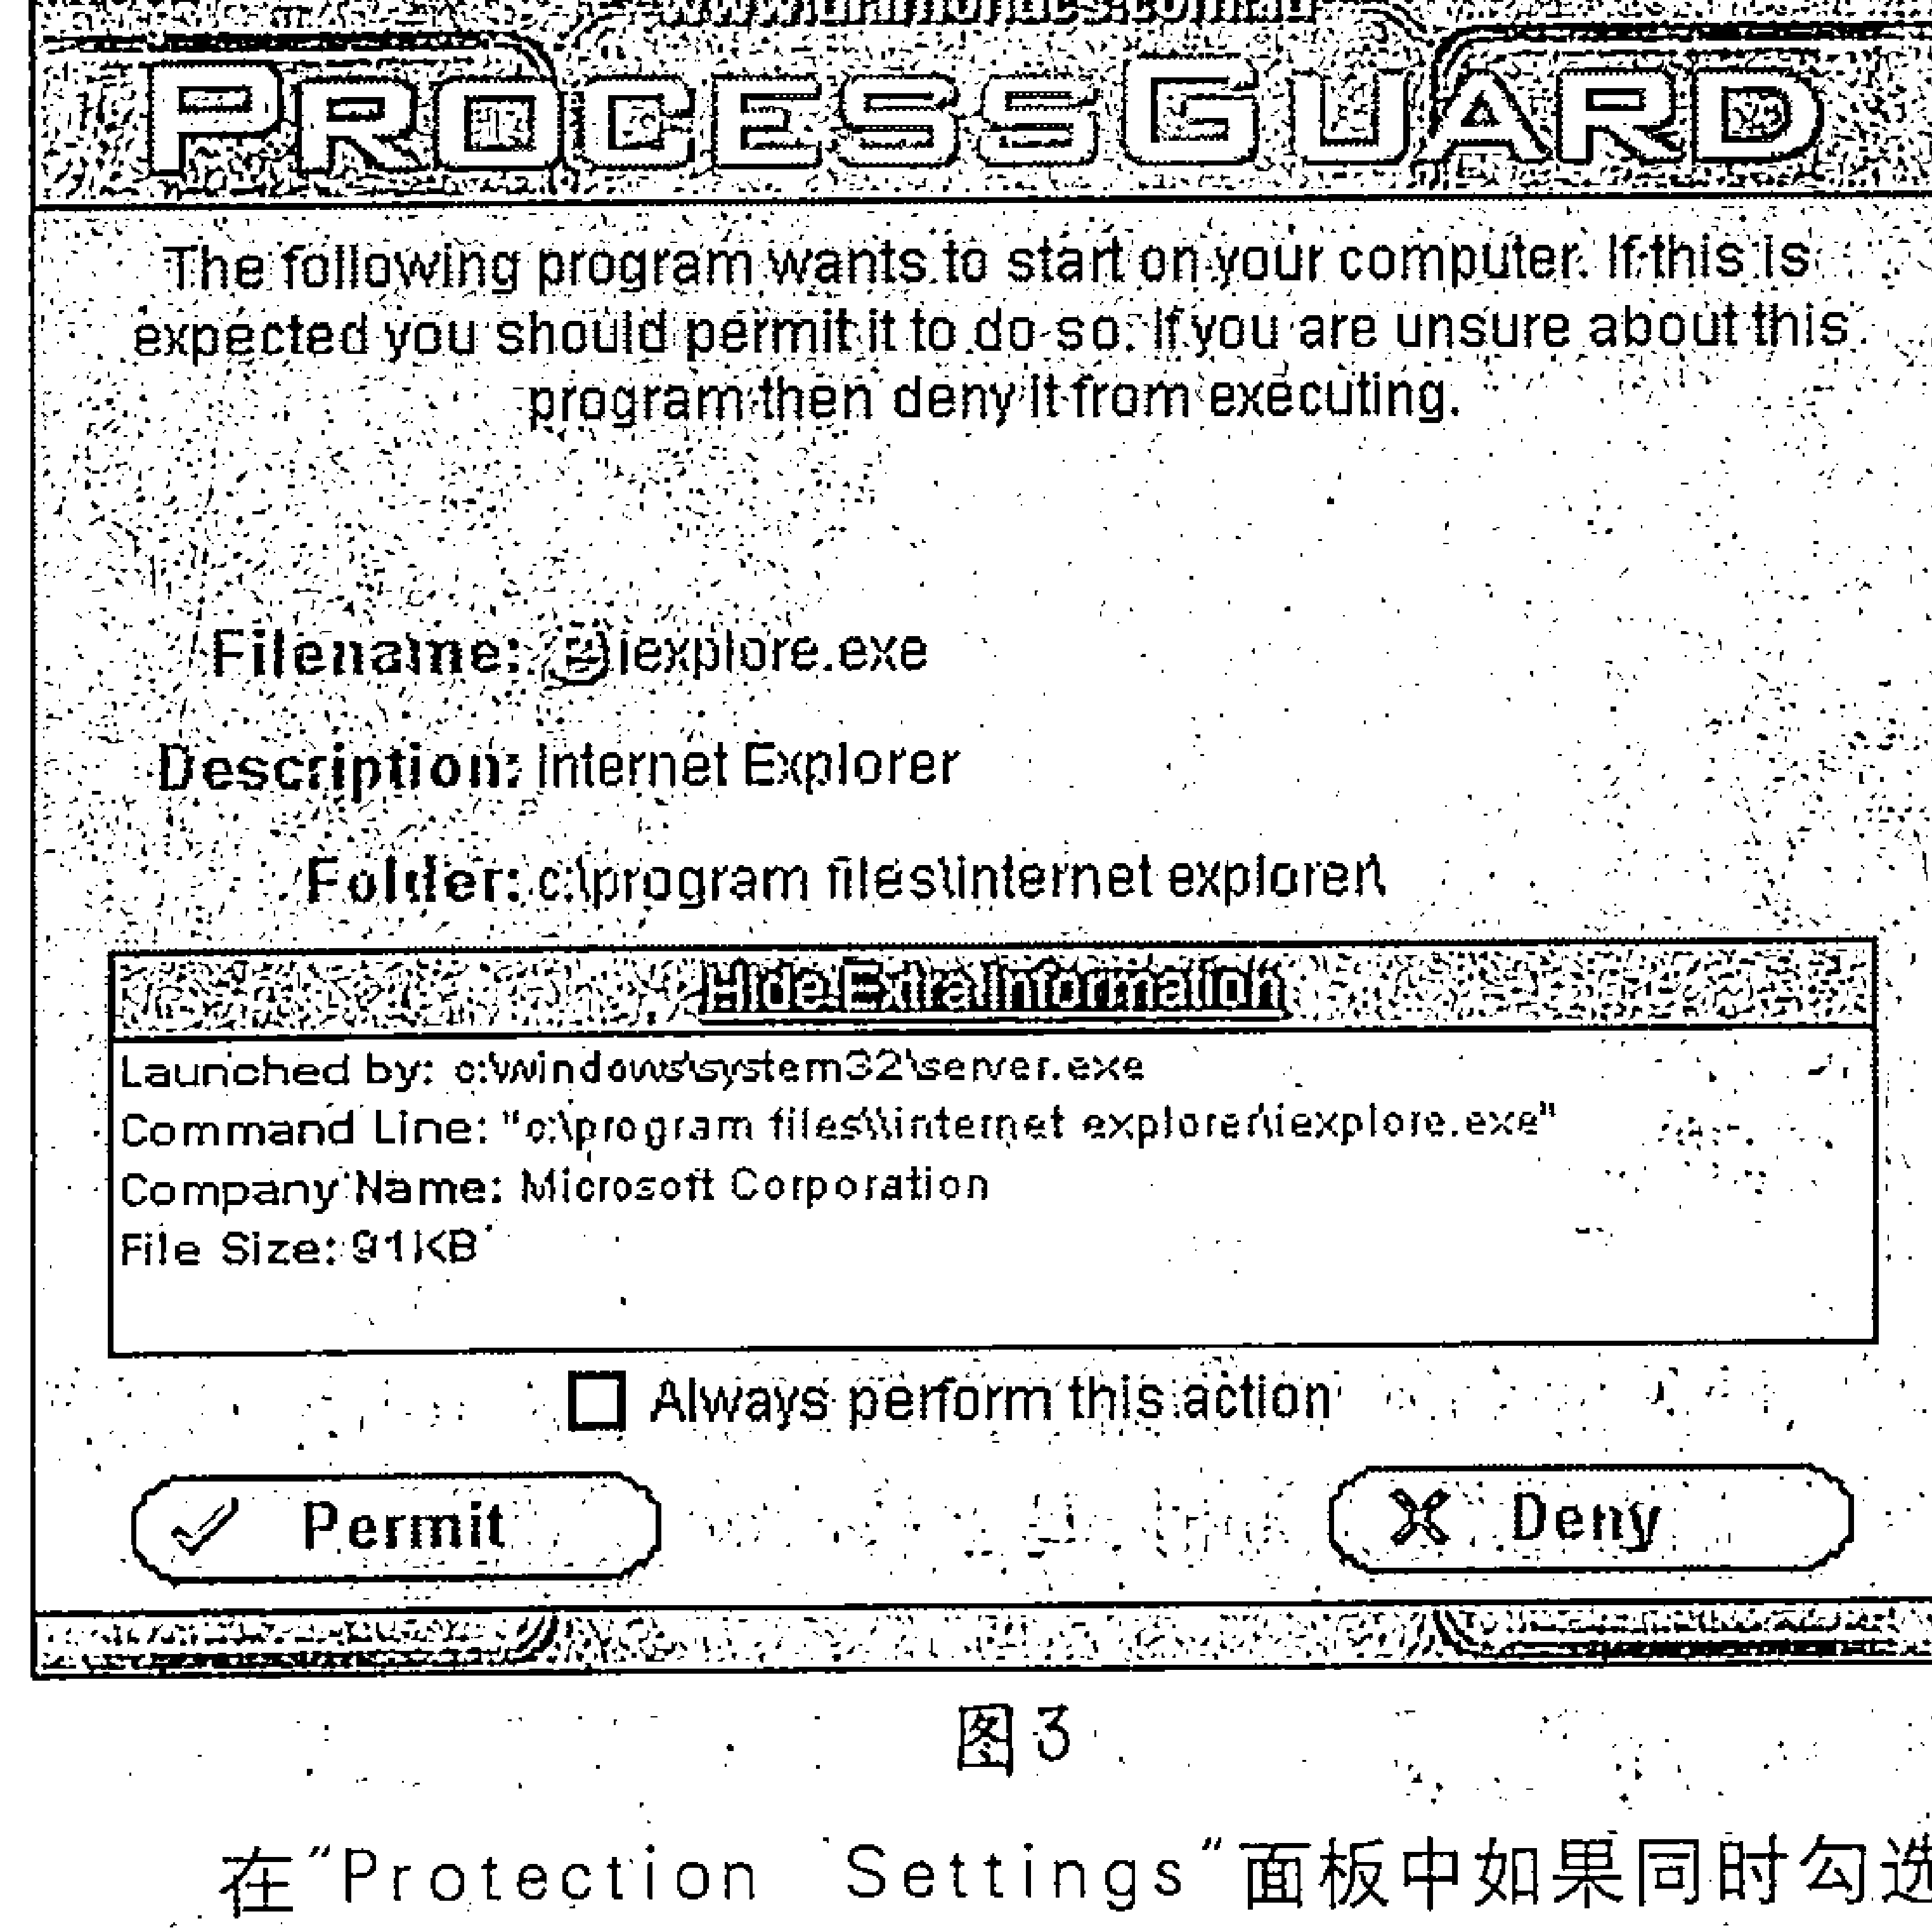 PROCESSGUARD
The following program wants to start on your computer. If this is
expected you should permit it to do so. If you are unsure about this
program then deny it from executing.
Filename: iexplore.exe
Description: Internet Explorer
Folder: c:\program files\internet explorer\
Hide Extra Information
Launched by: c:\windows\system32\server.exe
Command Line: "c:\program files\\internet explorer\iexplore.exe"
Company Name: Microsoft Corporation
File Size: 91KB
Always perform this action
Permit
Deny
图3
在“Protection Settings“面板中如果同时勾选